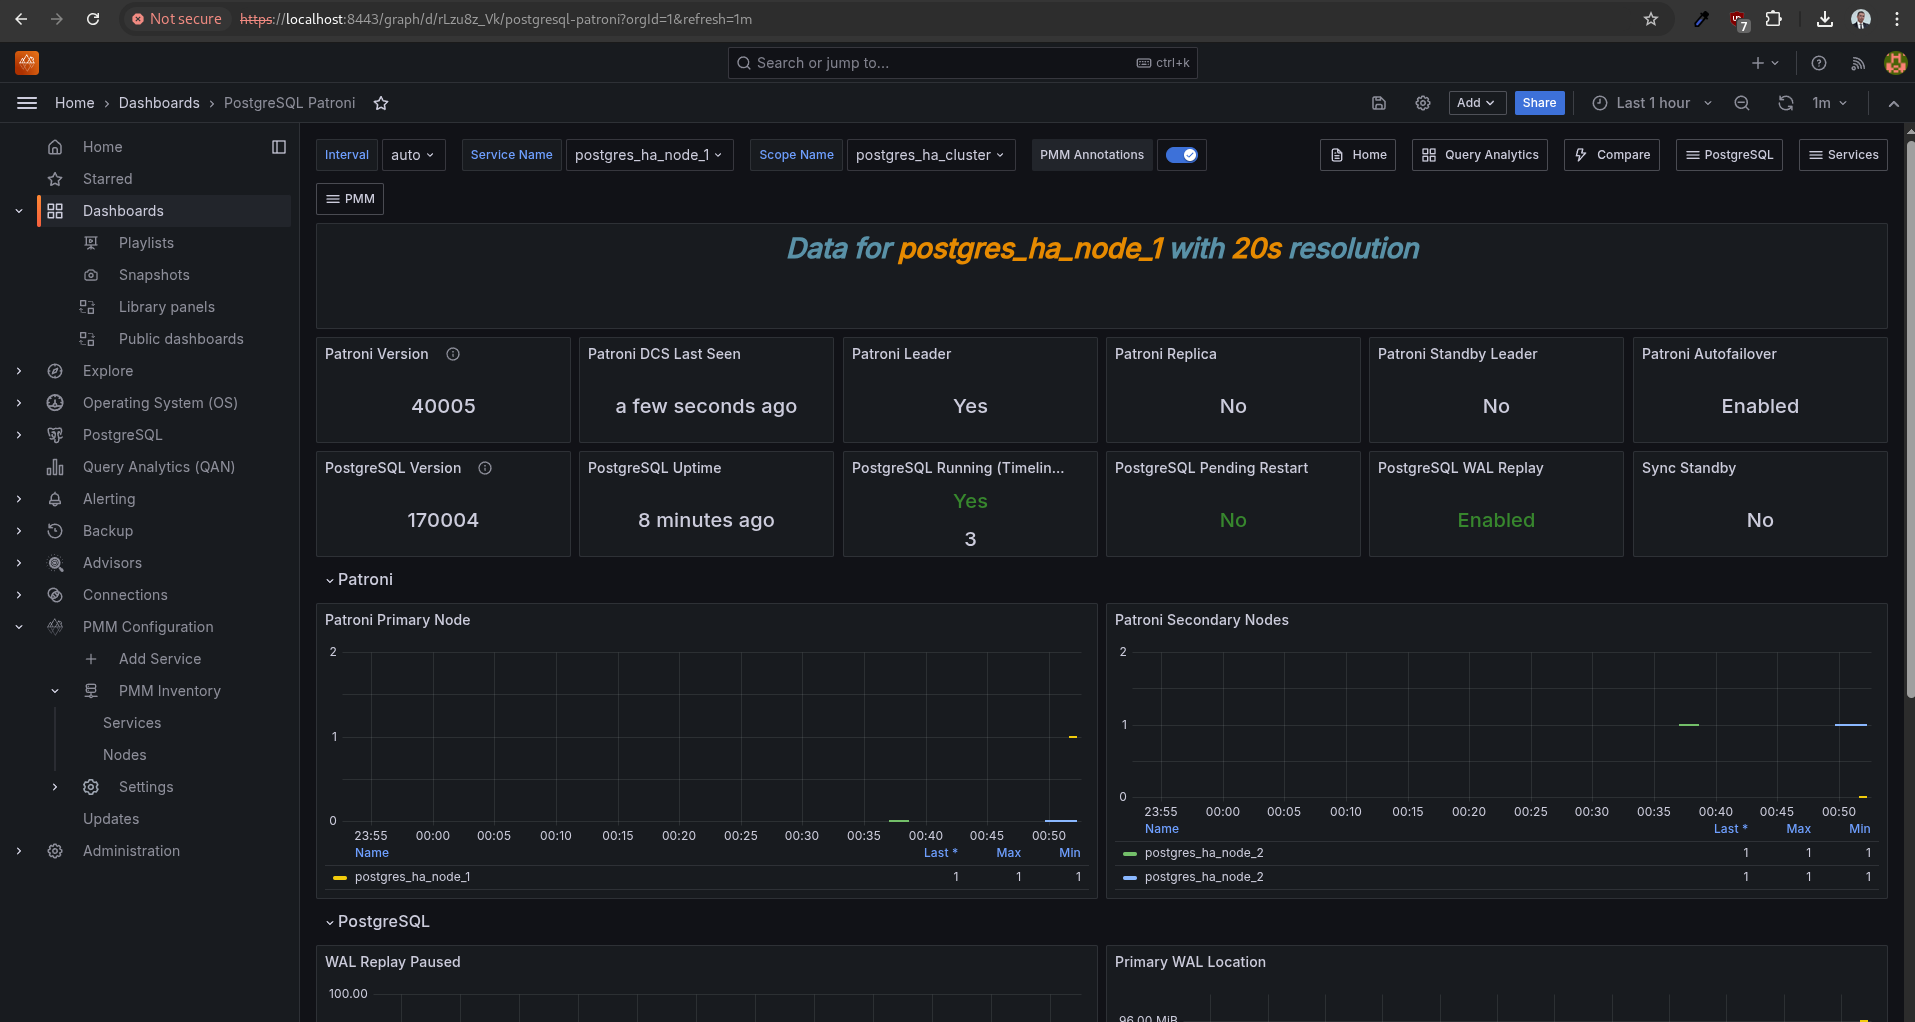 Not secure https://localhost:8443/graph/d/rLzu8z_Vk/postgresql-patroni?orgId=1&refresh=1m 7
Search or jump to... ctrl+k
Home › Dashboards › PostgreSQL Patroni Add Share Last 1 hour 1m
Home
Starred
Dashboards
Playlists
Snapshots
Library panels
Public dashboards
Explore
Operating System (OS)
PostgreSQL
Query Analytics (QAN)
Alerting
Backup
Advisors
Connections
PMM Configuration
Add Service
PMM Inventory
Services
Nodes
Settings
Updates
Administration
Interval auto Service Name postgres_ha_node_1 Scope Name postgres_ha_cluster PMM Annotations Home Query Analytics Compare PostgreSQL Services
PMM
Data for postgres_ha_node_1 with 20s resolution
Patroni Version
40005
Patroni DCS Last Seen
a few seconds ago
Patroni Leader
Yes
Patroni Replica
No
Patroni Standby Leader
No
Patroni Autofailover
Enabled
PostgreSQL Version
170004
PostgreSQL Uptime
8 minutes ago
PostgreSQL Running (Timelin...
Yes
3
PostgreSQL Pending Restart
No
PostgreSQL WAL Replay
Enabled
Sync Standby
No
Patroni
Patroni Primary Node
2
1
0
23:55 00:00 00:05 00:10 00:15 00:20 00:25 00:30 00:35 00:40 00:45 00:50
Name Last * Max Min
postgres_ha_node_1 1 1 1
Patroni Secondary Nodes
2
1
0
23:55 00:00 00:05 00:10 00:15 00:20 00:25 00:30 00:35 00:40 00:45 00:50
Name Last * Max Min
postgres_ha_node_2 1 1 1
postgres_ha_node_2 1 1 1
PostgreSQL
WAL Replay Paused
100.00
Primary WAL Location
96.00 MiB